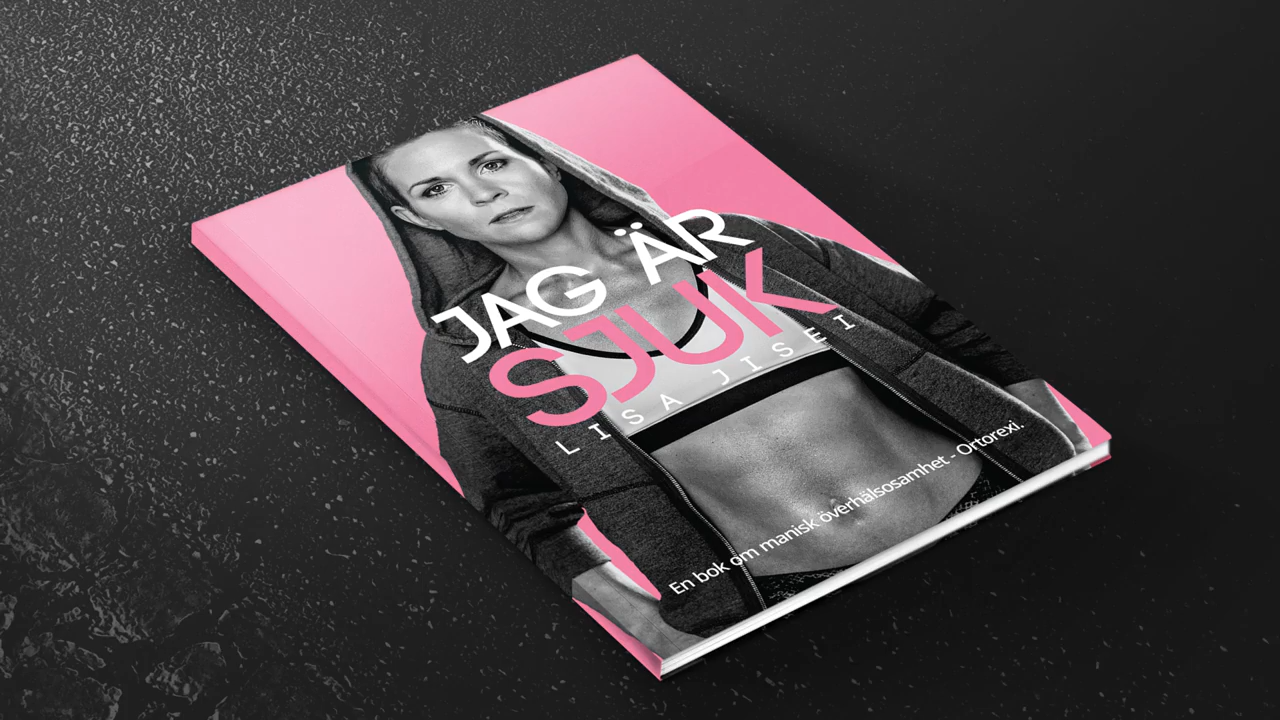 JAG ÄR
SJUK
LISA JISEI
En bok om manisk överhälsosamhet - Ortorexi.